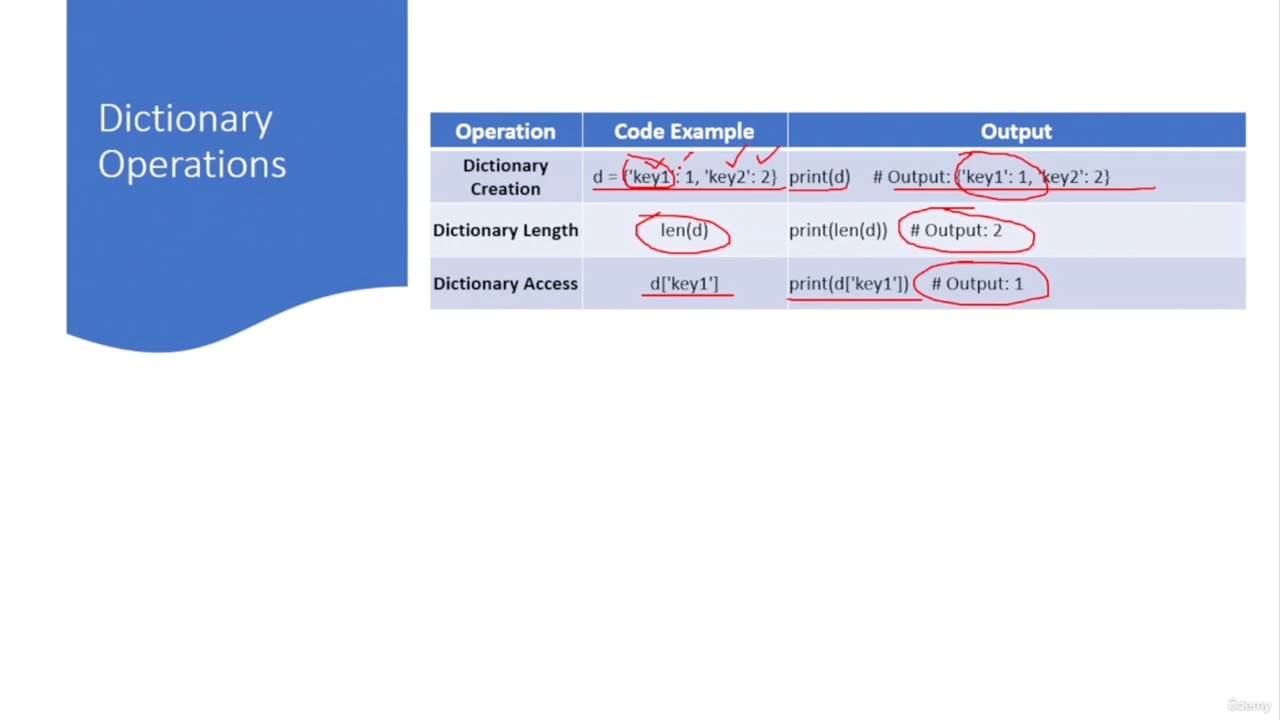 Dictionary
Operations
Operation Code Example Output
Dictionary
Creation
d = {'key1': 1, 'key2': 2} print(d) # Output: {'key1': 1, 'key2': 2}
Dictionary Length len(d) print(len(d)) # Output: 2
Dictionary Access d['key1'] print(d['key1']) # Output: 1
ûdemy